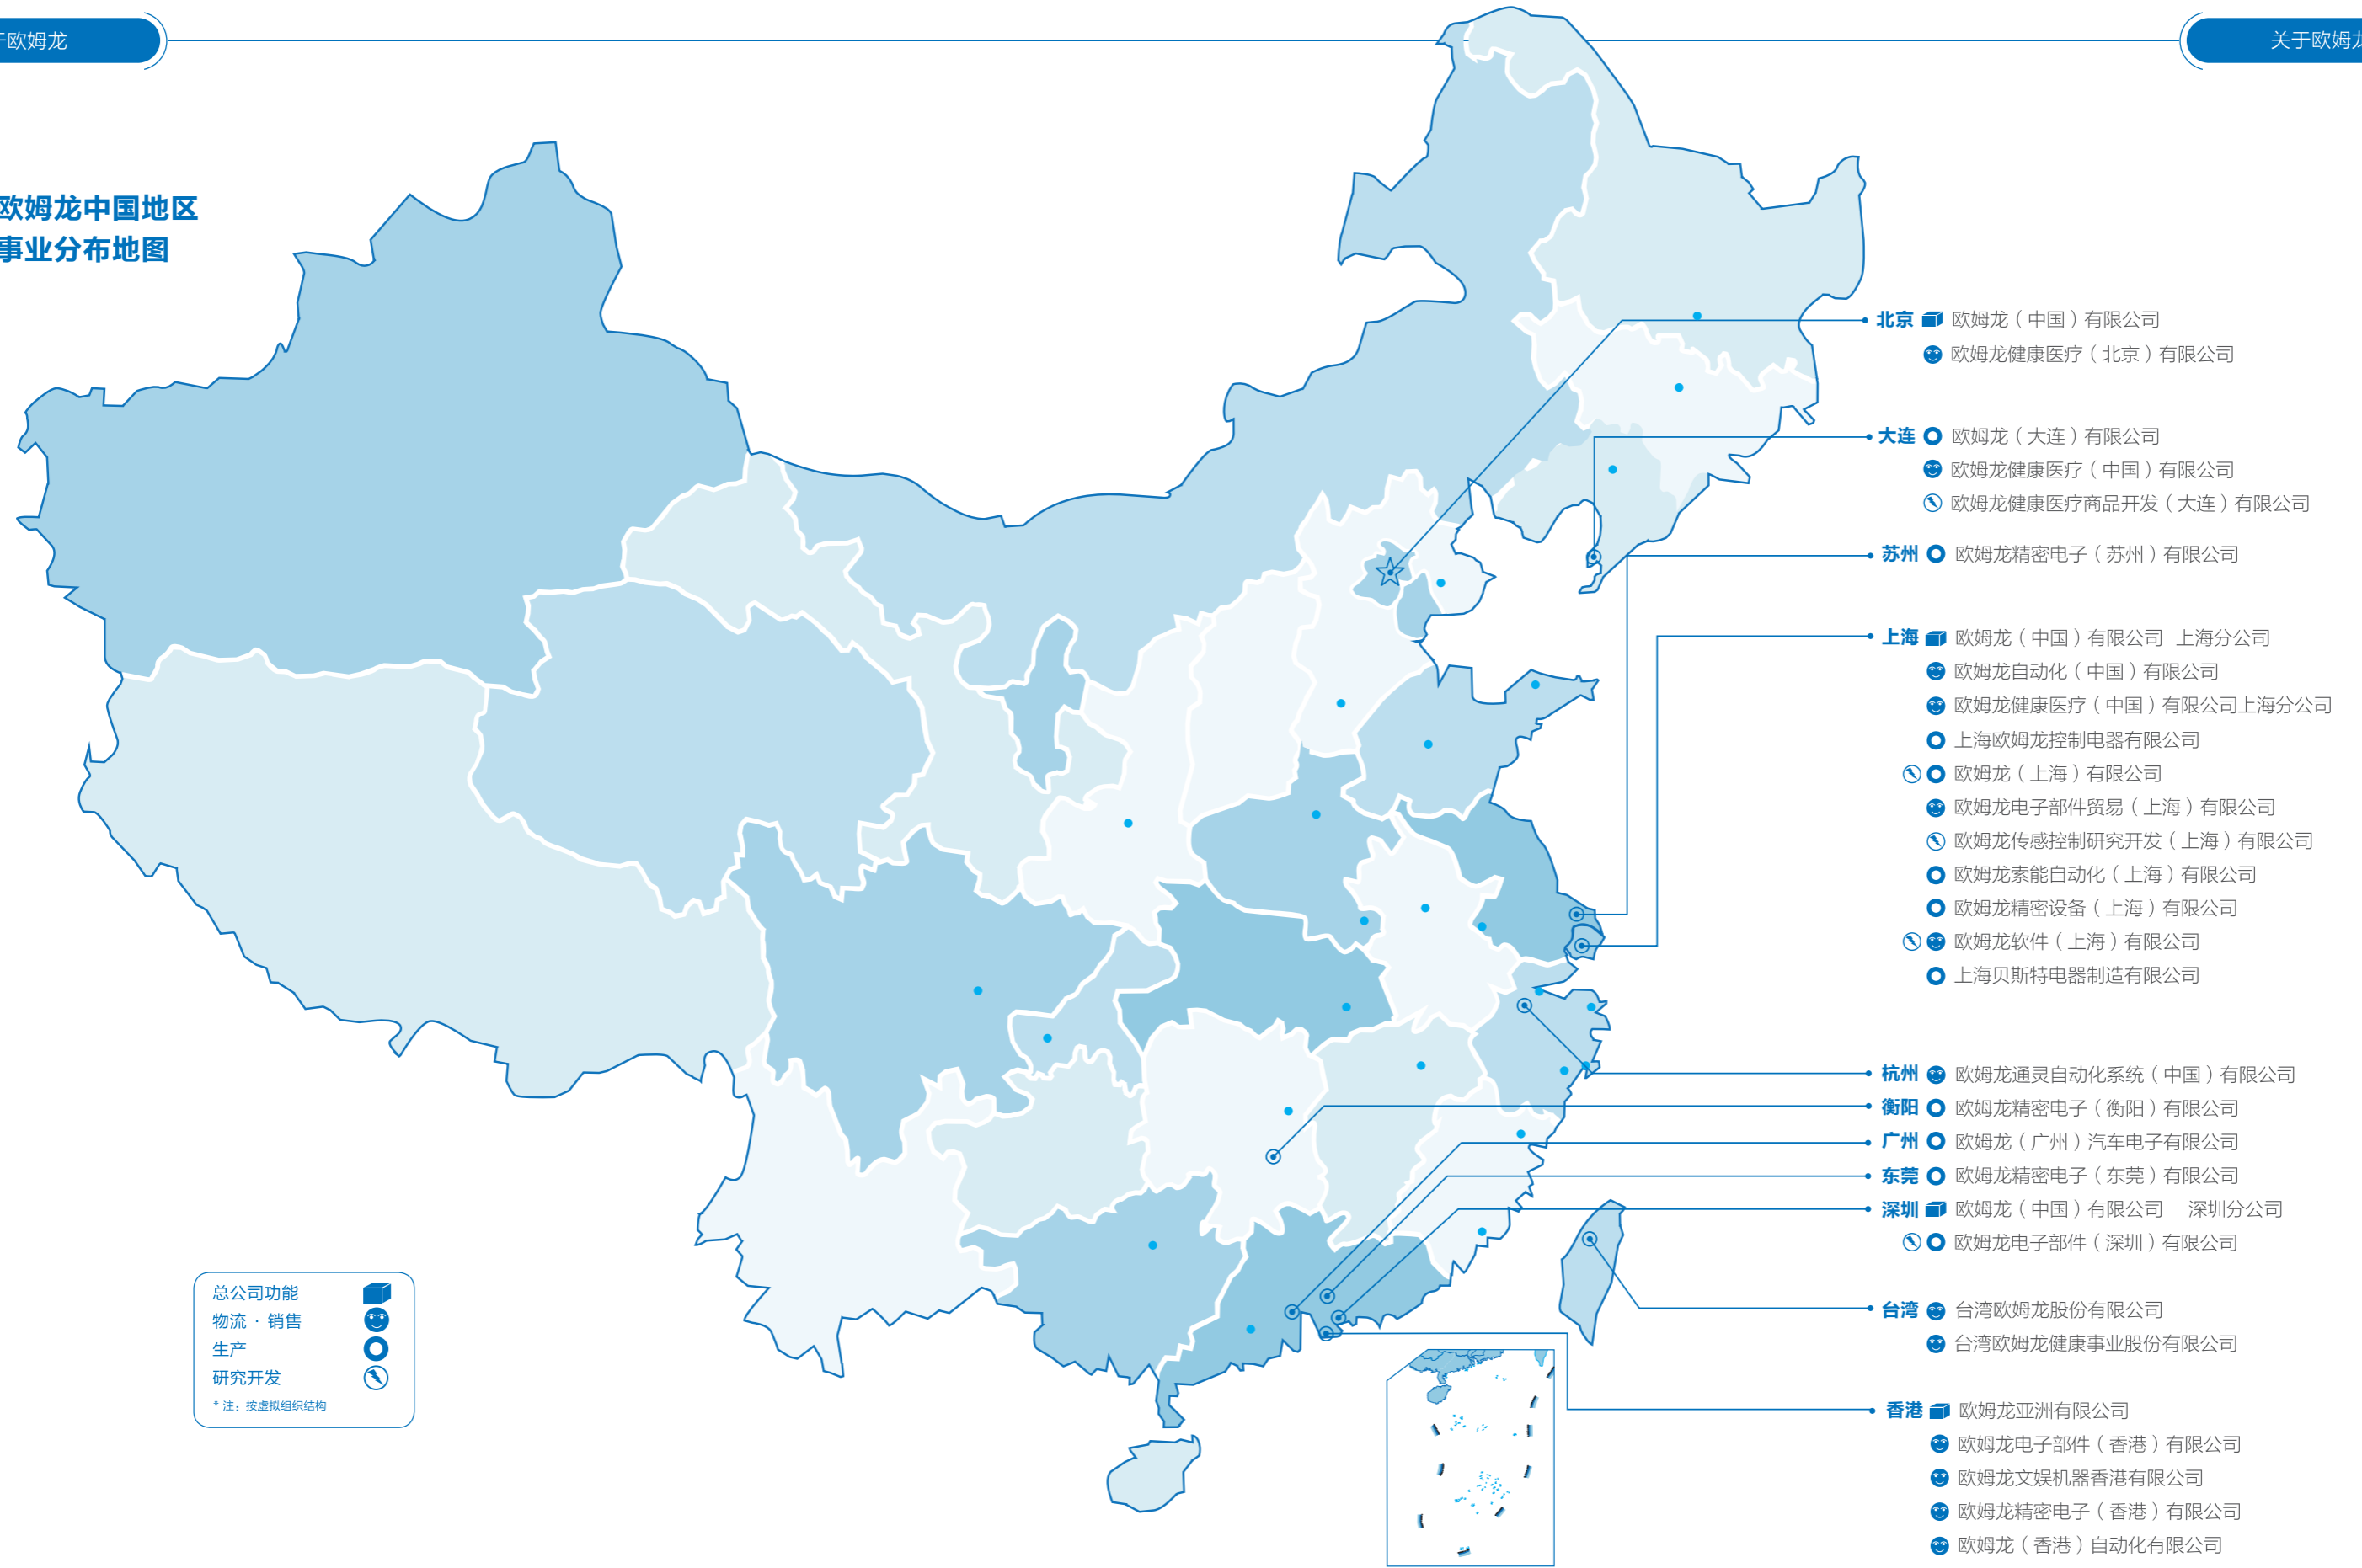 于欧姆龙
关于欧姆龙
欧姆龙中国地区
事业分布地图
北京 欧姆龙（中国）有限公司
欧姆龙健康医疗（北京）有限公司
大连 欧姆龙（大连）有限公司
欧姆龙健康医疗（中国）有限公司
欧姆龙健康医疗商品开发（大连）有限公司
苏州 欧姆龙精密电子（苏州）有限公司
上海 欧姆龙（中国）有限公司 上海分公司
欧姆龙自动化（中国）有限公司
欧姆龙健康医疗（中国）有限公司上海分公司
上海欧姆龙控制电器有限公司
欧姆龙（上海）有限公司
欧姆龙电子部件贸易（上海）有限公司
欧姆龙传感控制研究开发（上海）有限公司
欧姆龙索能自动化（上海）有限公司
欧姆龙精密设备（上海）有限公司
欧姆龙软件（上海）有限公司
上海贝斯特电器制造有限公司
杭州 欧姆龙通灵自动化系统（中国）有限公司
衡阳 欧姆龙精密电子（衡阳）有限公司
广州 欧姆龙（广州）汽车电子有限公司
东莞 欧姆龙精密电子（东莞）有限公司
深圳 欧姆龙（中国）有限公司 深圳分公司
欧姆龙电子部件（深圳）有限公司
台湾 台湾欧姆龙股份有限公司
台湾欧姆龙健康事业股份有限公司
香港 欧姆龙亚洲有限公司
欧姆龙电子部件（香港）有限公司
欧姆龙文娱机器香港有限公司
欧姆龙精密电子（香港）有限公司
欧姆龙（香港）自动化有限公司
总公司功能
物流 · 销售
生产
研究开发
* 注：按虚拟组织结构